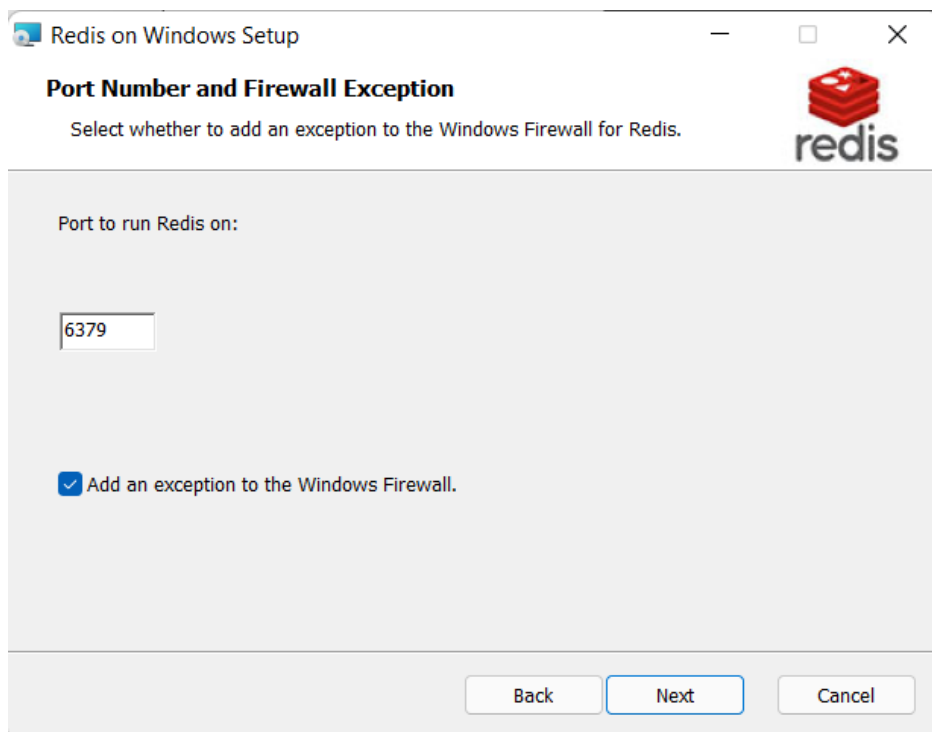 Redis on Windows Setup
Port Number and Firewall Exception
Select whether to add an exception to the Windows Firewall for Redis.
redis
Port to run Redis on:
6379
Add an exception to the Windows Firewall.
Back Next Cancel